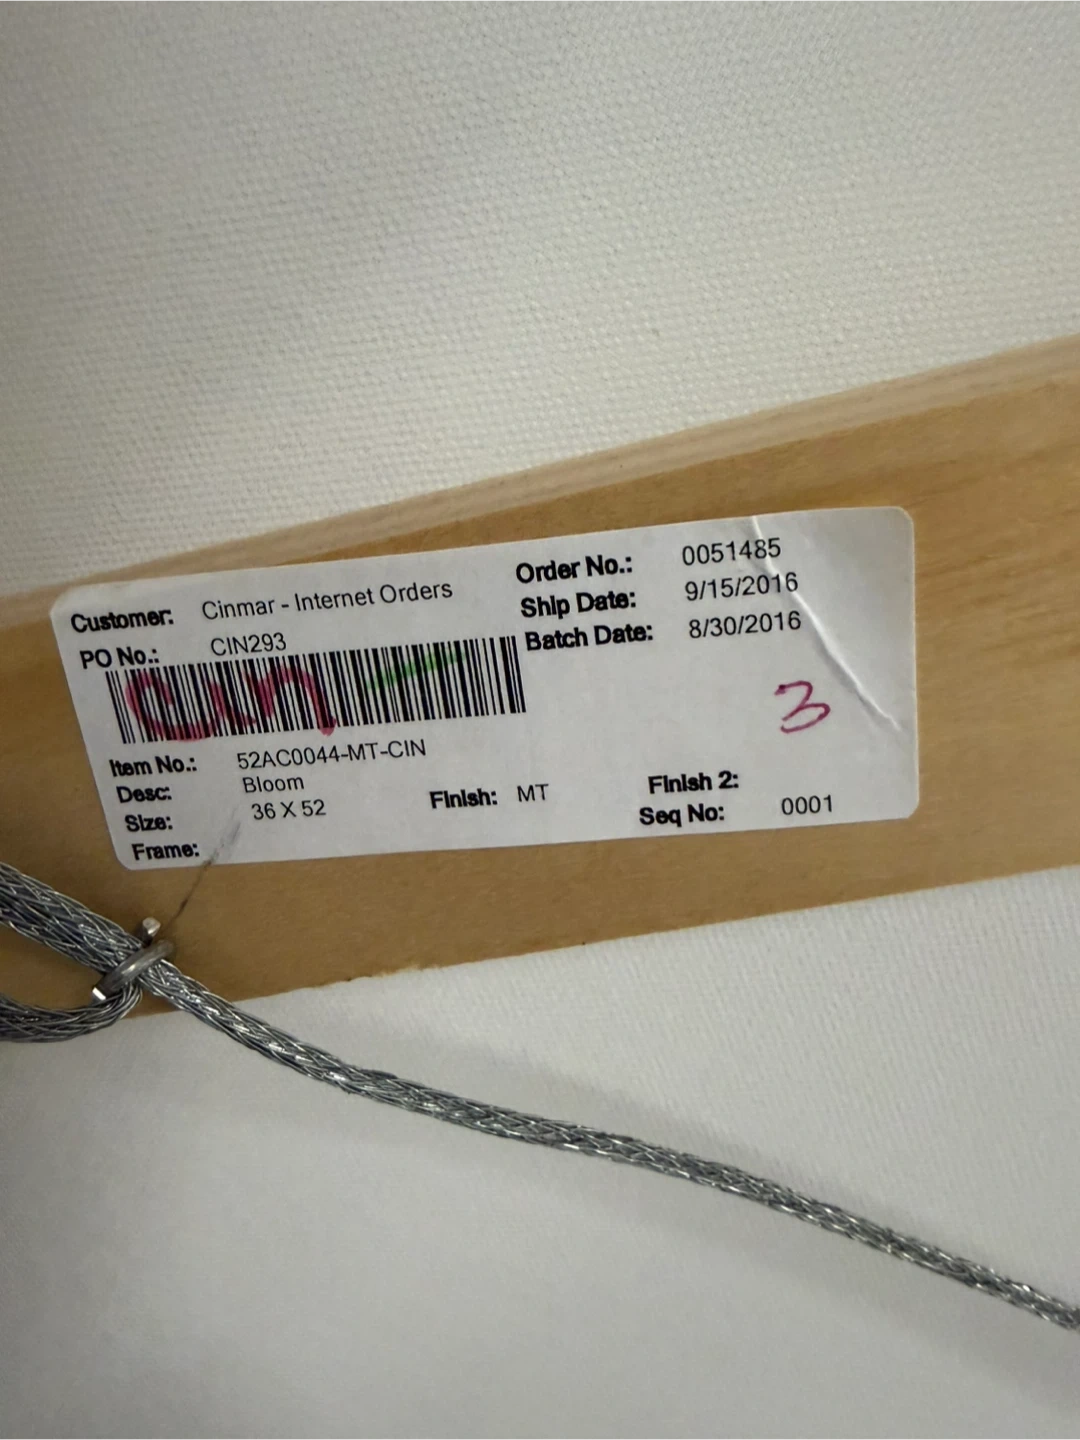 Customer: Cinmar - Internet Orders
PO No.: CIN293
Cin
Item No.: 52AC0044-MT-CIN
Desc: Bloom
Size: 36 X 52
Finish: MT
Frame:
Order No.: 0051485
Ship Date: 9/15/2016
Batch Date: 8/30/2016
3
Finish 2:
Seq No: 0001